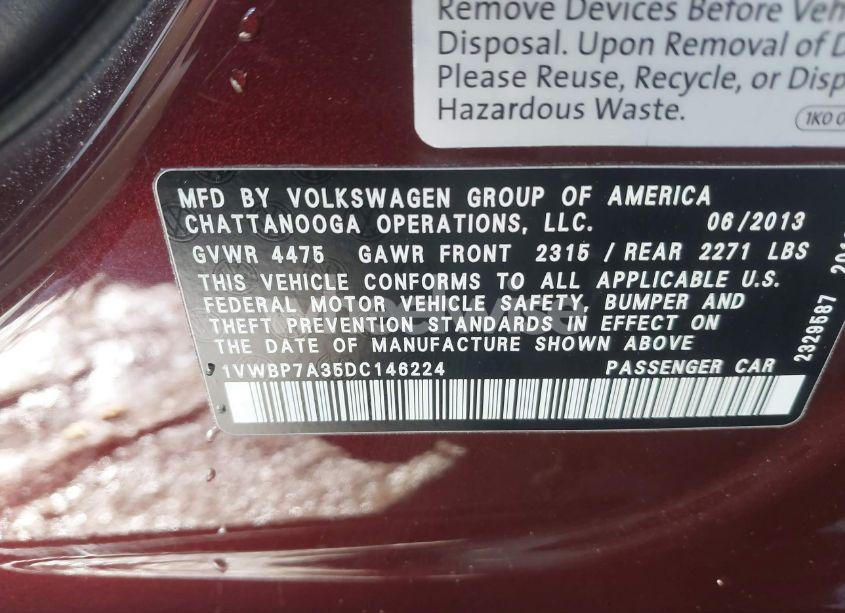 Remove Devices Before Veh
Disposal. Upon Removal of D
Please Reuse, Recycle, or Disp
Hazardous Waste.
1K0 0
MFD BY VOLKSWAGEN GROUP OF AMERICA
CHATTANOOGA OPERATIONS, LLC. 06/2013
GVWR 4475 GAWR FRONT 2315 / REAR 2271 LBS
THIS VEHICLE CONFORMS TO ALL APPLICABLE U.S.
FEDERAL MOTOR VEHICLE SAFETY, BUMPER AND
THEFT PREVENTION STANDARDS IN EFFECT ON
THE DATE OF MANUFACTURE SHOWN ABOVE
1VWBP7A35DC146224 PASSENGER CAR
2329587 201